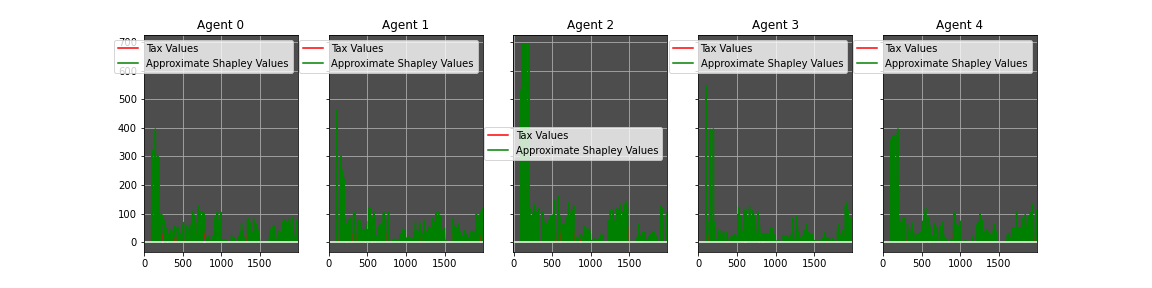 Agent 0
Agent 1
Agent 2
Agent 3
Agent 4
700
600
500
400
300
200
100
0
Tax Values
Approximate Shapley Values
Tax Values
Approximate Shapley Values
Tax Values
Approximate Shapley Values
Tax Values
Approximate Shapley Values
Tax Values
Approximate Shapley Values
0 500 1000 1500
0 500 1000 1500
0 500 1000 1500
0 500 1000 1500
0 500 1000 1500